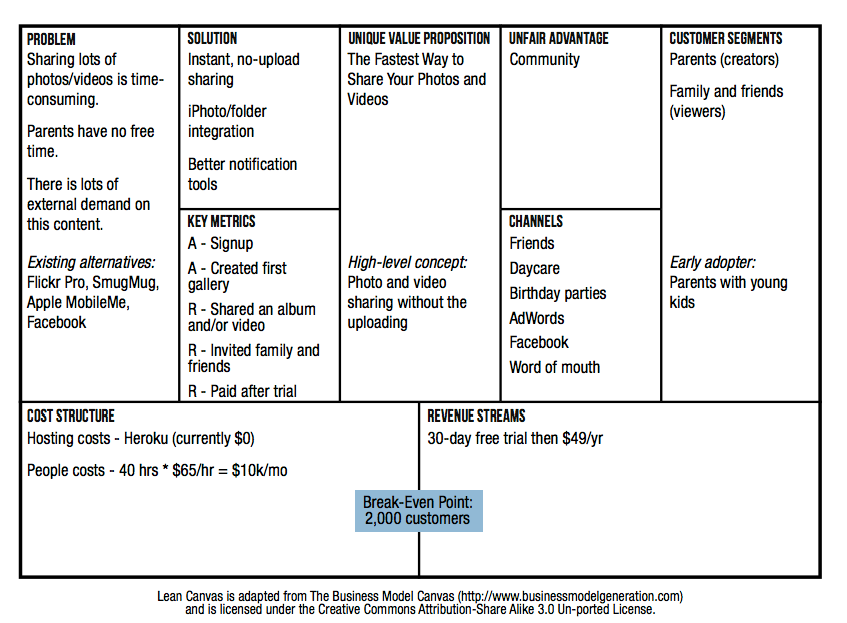 PROBLEM
Sharing lots of
photos/videos is time-
consuming.
Parents have no free
time.
There is lots of
external demand on
this content.
Existing alternatives:
Flickr Pro, SmugMug,
Apple MobileMe,
Facebook
SOLUTION
Instant, no-upload
sharing
iPhoto/folder
integration
Better notification
tools
KEY METRICS
A - Signup
A - Created first
gallery
R - Shared an album
and/or video
R - Invited family and
friends
R - Paid after trial
UNIQUE VALUE PROPOSITION
The Fastest Way to
Share Your Photos and
Videos
High-level concept:
Photo and video
sharing without the
uploading
UNFAIR ADVANTAGE
Community
CHANNELS
Friends
Daycare
Birthday parties
AdWords
Facebook
Word of mouth
CUSTOMER SEGMENTS
Parents (creators)
Family and friends
(viewers)
Early adopter:
Parents with young
kids
COST STRUCTURE
Hosting costs - Heroku (currently $0)
People costs - 40 hrs * $65/hr = $10k/mo
REVENUE STREAMS
30-day free trial then $49/yr
Break-Even Point:
2,000 customers
Lean Canvas is adapted from The Business Model Canvas (http://www.businessmodelgeneration.com)
and is licensed under the Creative Commons Attribution-Share Alike 3.0 Un-ported License.